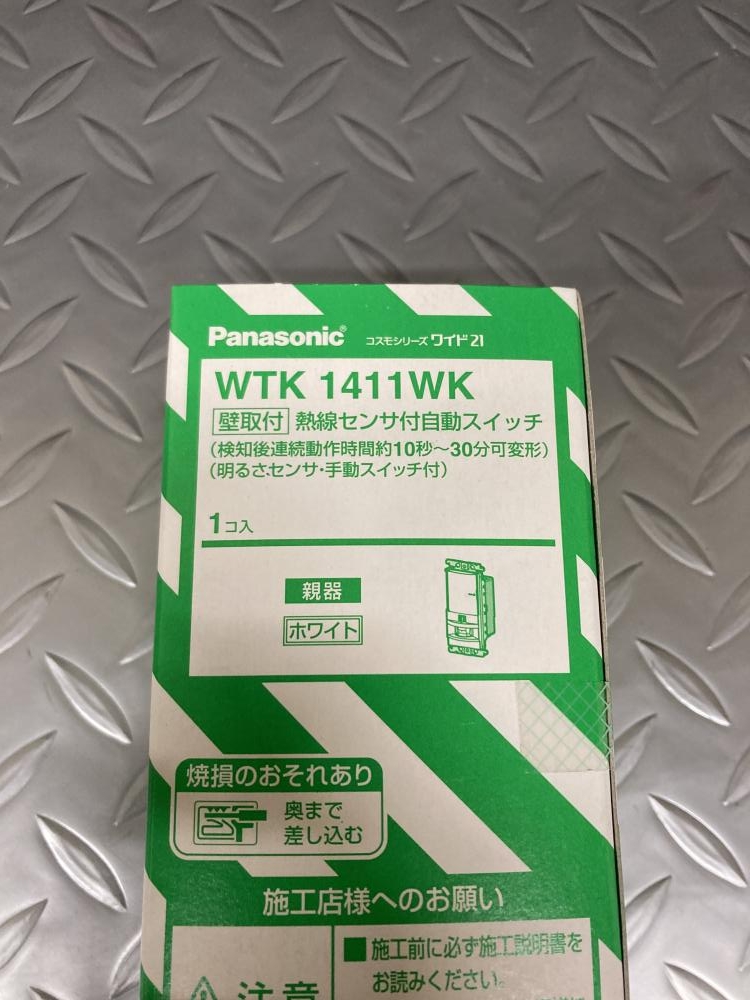 Panasonic® コスモシリーズ ワイド21
WTK 1411WK
壁取付 熱線センサ付自動スイッチ
(検知後連続動作時間約10秒~30分可変形)
(明るさセンサ・手動スイッチ付)
1コ入
親器
ホワイト
焼損のおそれあり
奥まで
差し込む
施工店様へのお願い
注意
■施工前に必ず施工説明書を
お読みください。